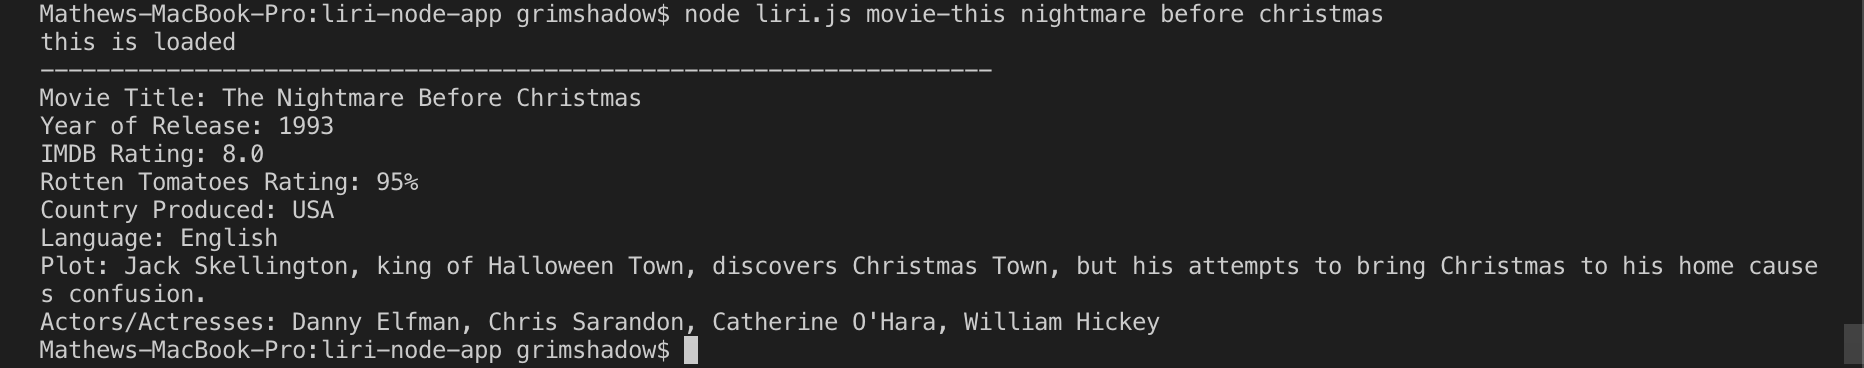 Mathews-MacBook-Pro:liri-node-app grimshadow$ node liri.js movie-this nightmare before christmas
this is loaded
--------------------------------------------------------------------
Movie Title: The Nightmare Before Christmas
Year of Release: 1993
IMDB Rating: 8.0
Rotten Tomatoes Rating: 95%
Country Produced: USA
Language: English
Plot: Jack Skellington, king of Halloween Town, discovers Christmas Town, but his attempts to bring Christmas to his home cause
s confusion.
Actors/Actresses: Danny Elfman, Chris Sarandon, Catherine O'Hara, William Hickey
Mathews-MacBook-Pro:liri-node-app grimshadow$